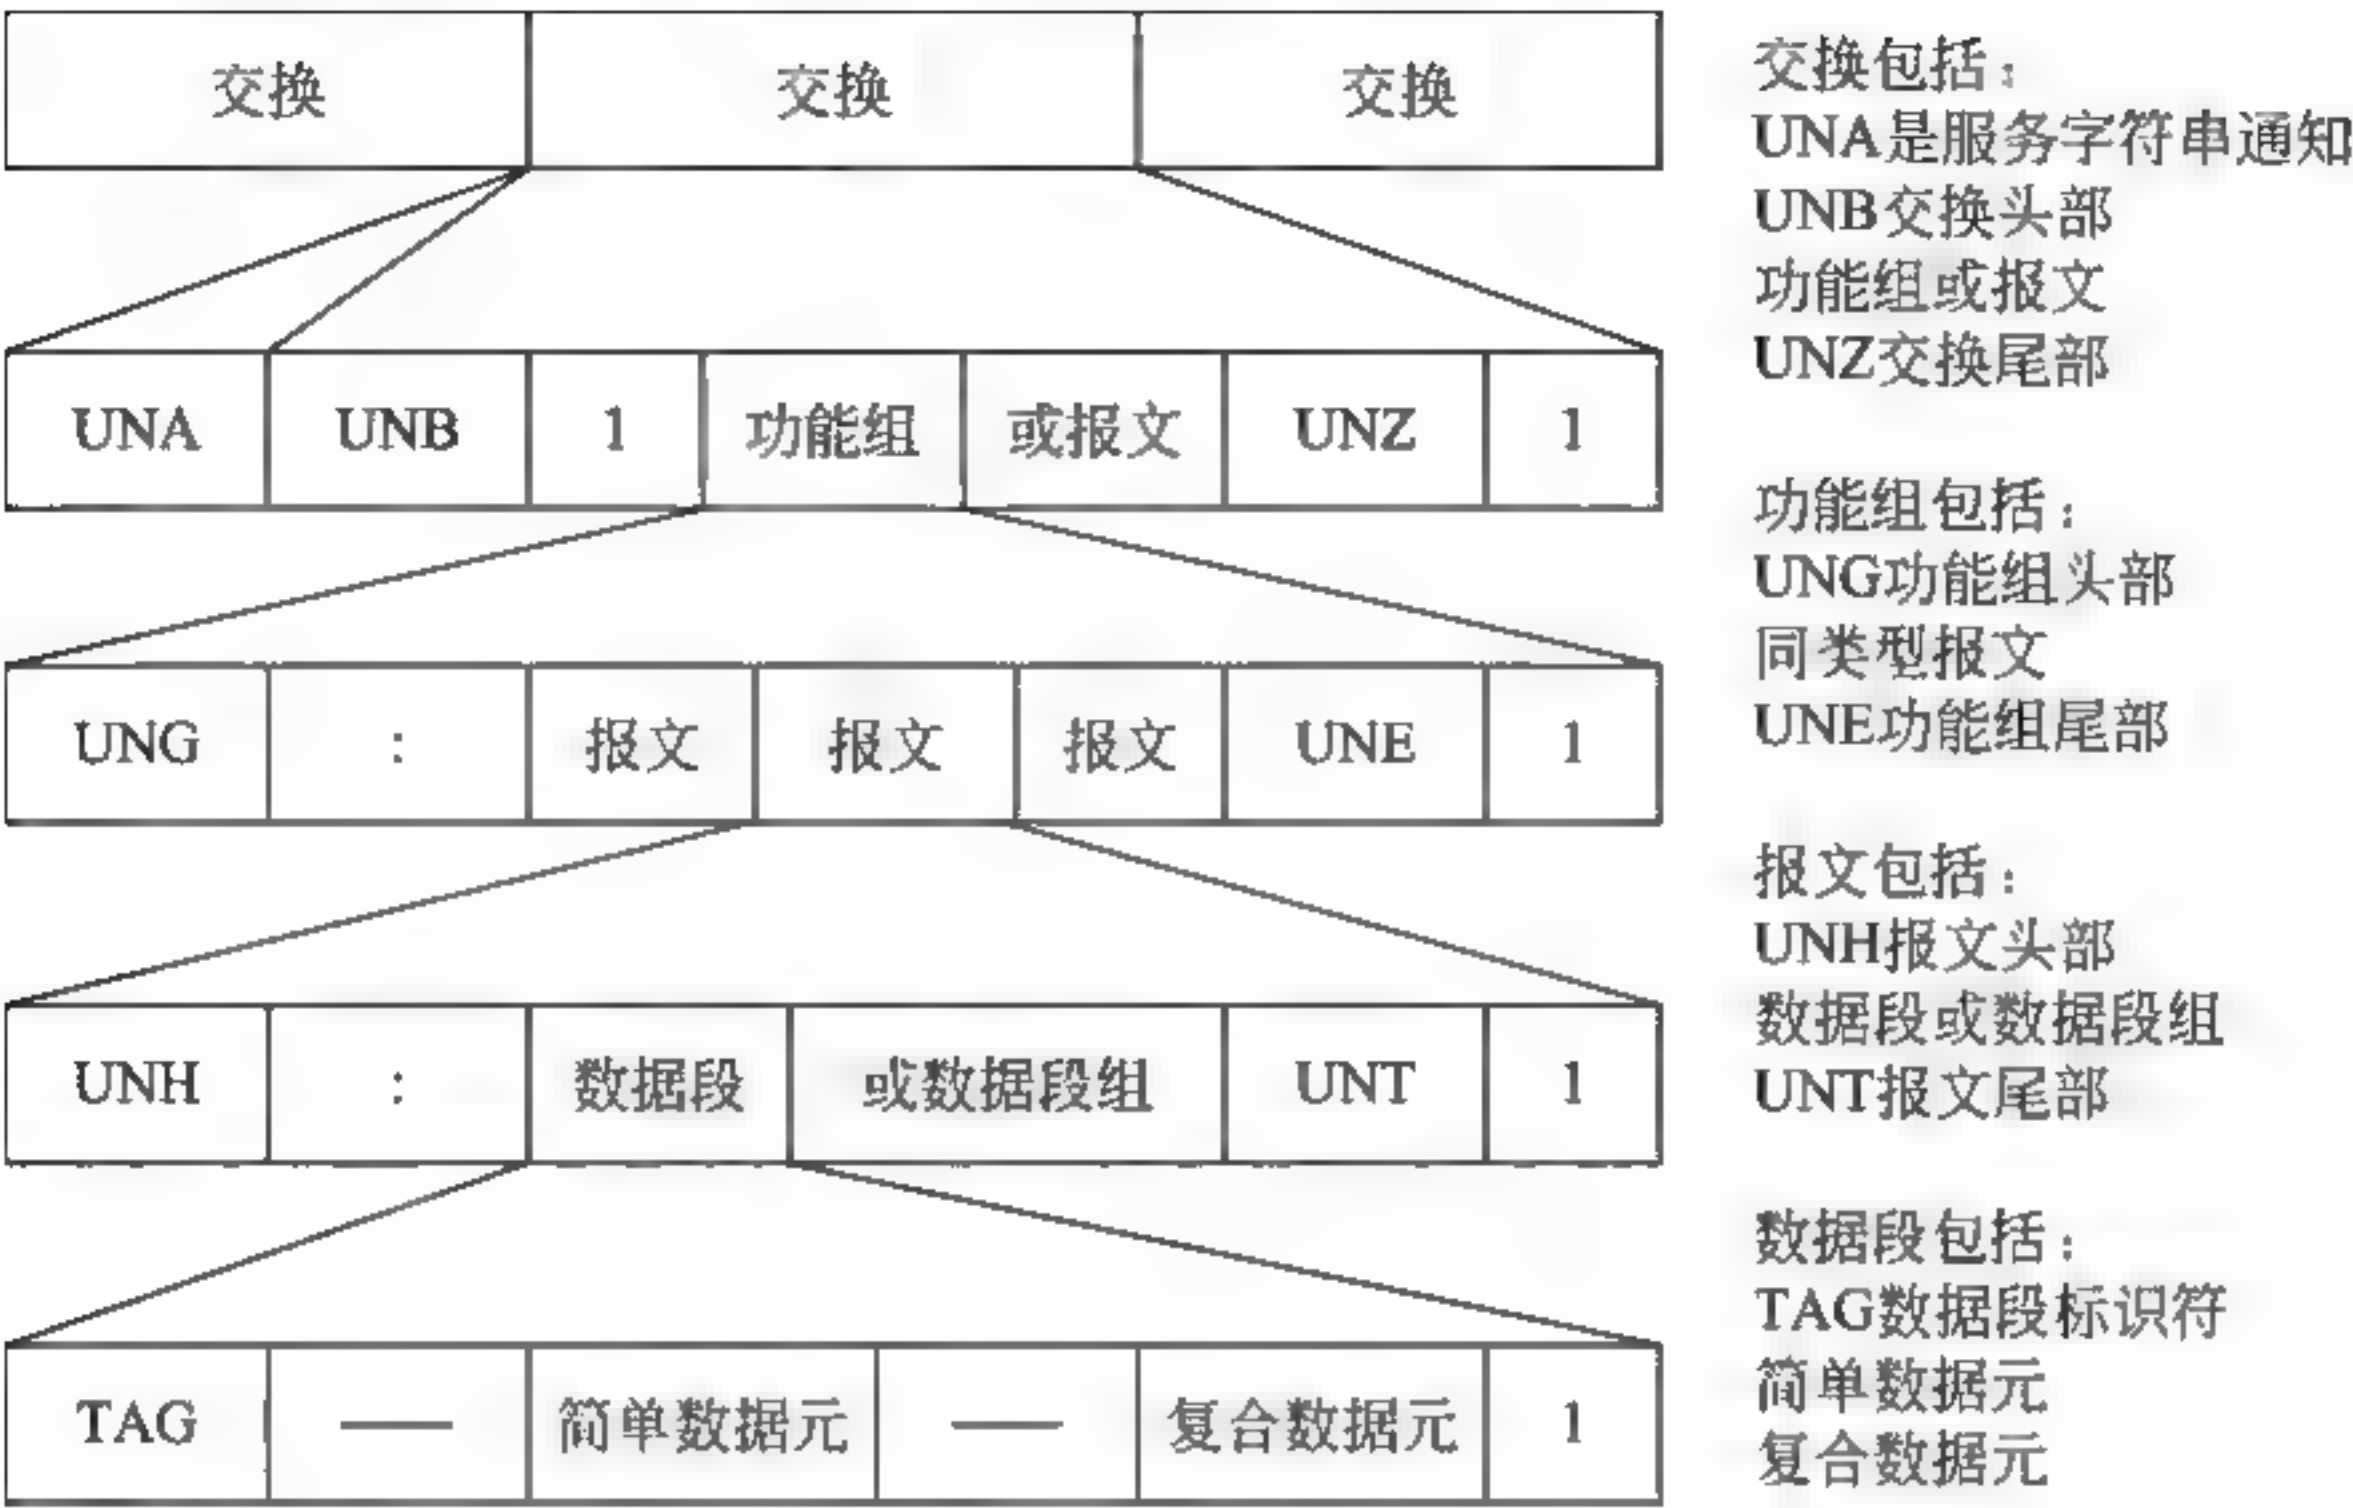 交换 交换 交换
UNA UNB 1 功能组 或报文 UNZ 1
UNG : 报文 报文 报文 UNE 1
UNH : 数据段 或数据段组 UNT 1
TAG — 简单数据元 — 复合数据元 1
交换包括:
UNA是服务字符串通知
UNB交换头部
功能组或报文
UNZ交换尾部
功能组包括:
UNG功能组头部
同类型报文
UNE功能组尾部
报文包括:
UNH报文头部
数据段或数据段组
UNT报文尾部
数据段包括:
TAG数据段标识符
简单数据元
复合数据元